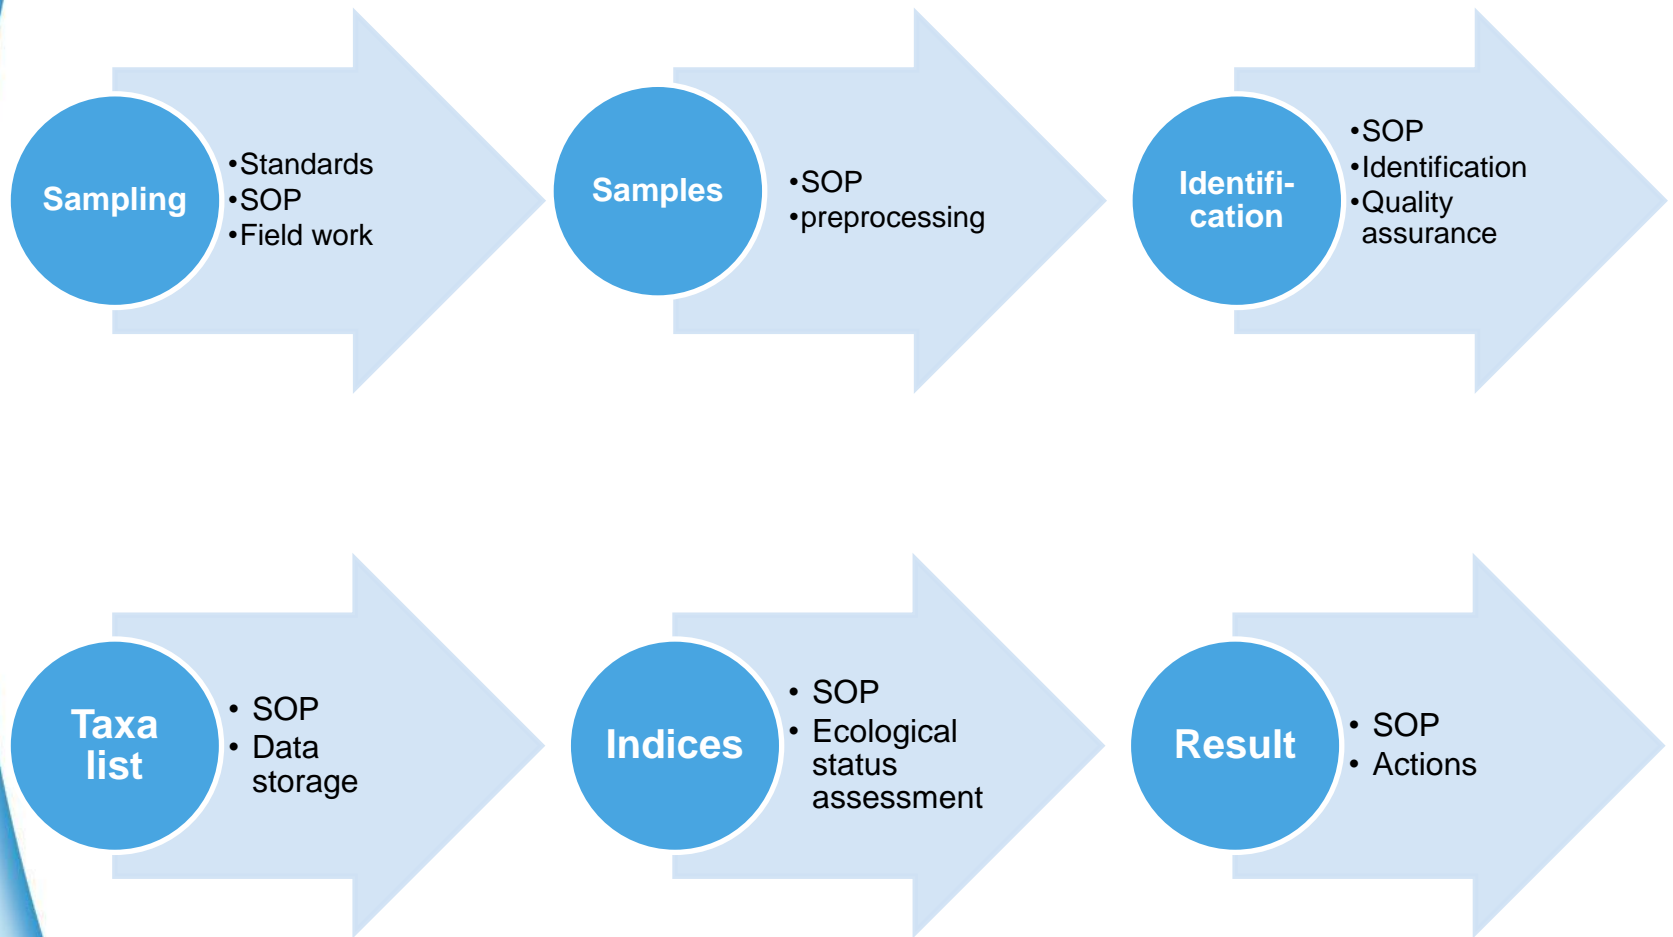 Sampling
•Standards
•SOP
•Field work
Samples
•SOP
•preprocessing
Identifi-
cation
•SOP
•Identification
•Quality
assurance
Taxa
list
• SOP
• Data
storage
Indices
• SOP
• Ecological
status
assessment
Result
• SOP
• Actions